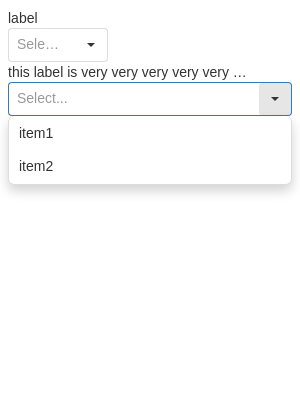 label
Sele…
this label is very very very very very …
Select...
item1
item2